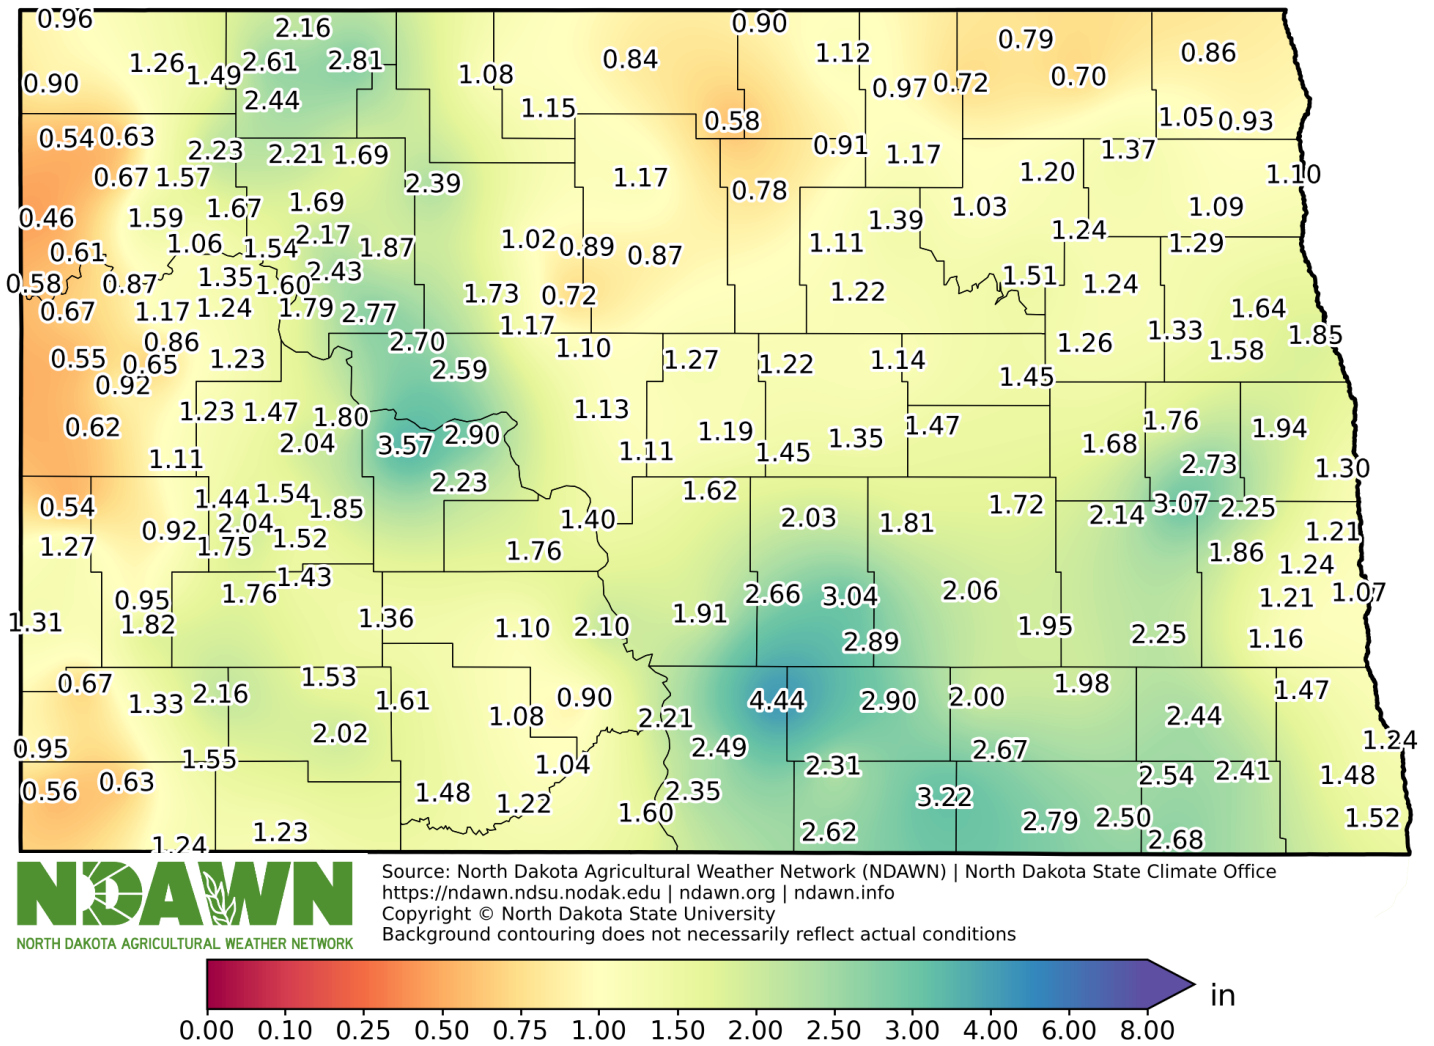 0.96 2.16 0.90
0.79
1.26 2.61 2.81 0.84 1.12 0.86
0.90 1.49 1.08 0.97 0.72 0.70
2.44 1.15
0.54 0.63 0.58 1.05 0.93
2.23 2.21 1.69 0.91 1.17 1.37
0.67 1.57 2.39 1.17 0.78 1.20 1.10
0.46 1.59 1.67 1.69 1.39 1.03 1.09
0.61 1.06 1.54 2.17 1.87 1.02 0.89 0.87 1.11 1.24 1.29
0.58 0.87 1.35 1.60 2.43 1.73 0.72 1.22 1.51 1.24
0.67 1.17 1.24 1.79 2.77 1.17 1.64
0.86 2.70 1.10 1.26 1.33 1.58 1.85
0.55 0.65 1.23 2.59 1.27 1.22 1.14
0.92 1.45
0.62 1.23 1.47 1.80 1.13 1.47 1.76 1.94
1.11 2.04 3.57 2.90 1.11 1.19 1.45 1.35 1.68 2.73 1.30
2.23 1.62
0.54 1.44 1.54 1.85 1.40 2.03 1.81 1.72 2.14 3.07 2.25
0.92 2.04 1.52 1.21
1.27 1.75 1.76 1.86 1.24
0.95 1.76 1.43 2.66 3.04 2.06 1.21 1.07
1.31 1.82 1.36 1.10 2.10 1.91 2.89 1.95 2.25 1.16
0.67 1.33 2.16 1.53 1.61 1.08 0.90 2.21 4.44 2.90 2.00 1.98 2.44 1.47
0.95 1.55 2.02 1.04 2.49 2.31 2.67 1.24
0.56 0.63 1.48 1.22 1.60 2.35 3.22 2.54 2.41 1.48
1.24 1.23 2.62 2.79 2.50 2.68 1.52
NDAWN
NORTH DAKOTA AGRICULTURAL WEATHER NETWORK
Source: North Dakota Agricultural Weather Network (NDAWN) | North Dakota State Climate Office
https://ndawn.ndsu.nodak.edu | ndawn.org | ndawn.info
Copyright © North Dakota State University
Background contouring does not necessarily reflect actual conditions
in
0.00 0.10 0.25 0.50 0.75 1.00 1.50 2.00 2.50 3.00 4.00 6.00 8.00